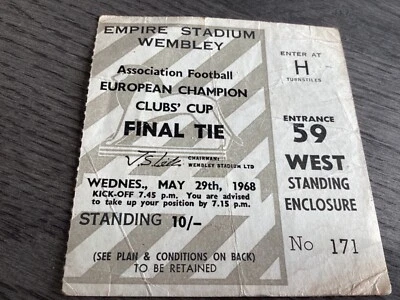 EMPIRE STADIUM
WEMBLEY
Association Football
EUROPEAN CHAMPION
CLUBS' CUP
FINAL TIE
CHAIRMAN:
WEMBLEY STADIUM LTD
WEDNES., MAY 29th, 1968
KICK-OFF 7.45 p.m. You are advised
to take up your position by 7.15 p.m.
STANDING 10/-
(SEE PLAN & CONDITIONS ON BACK)
TO BE RETAINED
ENTER AT
H
TURNSTILES
ENTRANCE
59
WEST
STANDING
ENCLOSURE
No 171